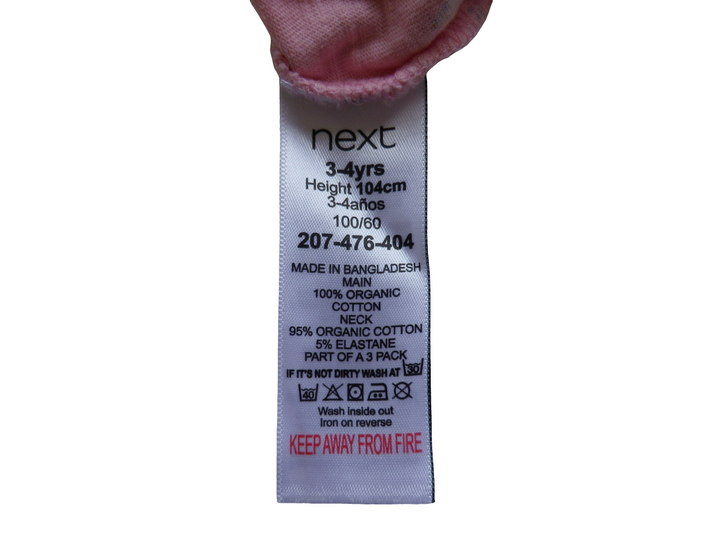 next
3-4yrs
Height 104cm
3-4años
100/60
207-476-404
MADE IN BANGLADESH
MAIN
100% ORGANIC
COTTON
NECK
95% ORGANIC COTTON
5% ELASTANE
PART OF A 3 PACK
IF IT'S NOT DIRTY WASH AT 30
40
Wash inside out
Iron on reverse
KEEP AWAY FROM FIRE